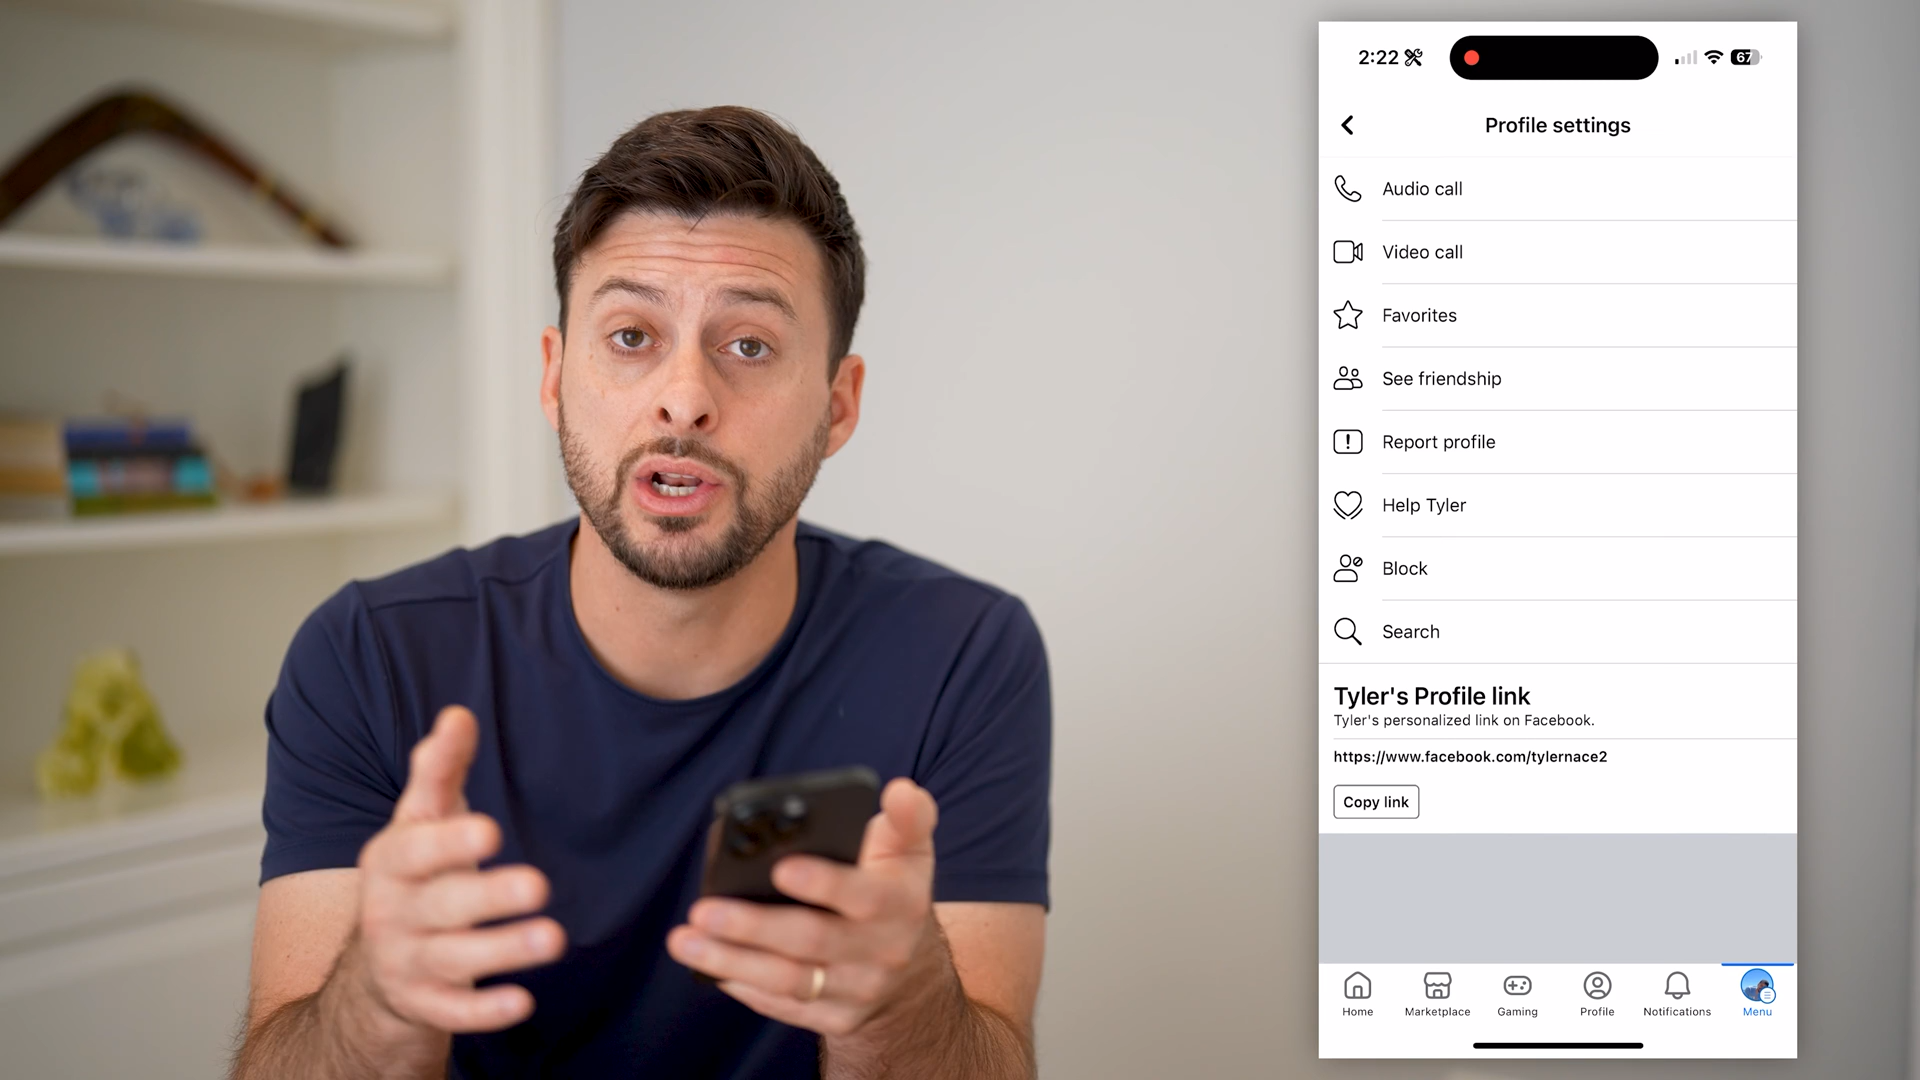 2:22
67
Profile settings
Audio call
Video call
Favorites
See friendship
Report profile
Help Tyler
Block
Search
Tyler's Profile link
Tyler's personalized link on Facebook.
https://www.facebook.com/tylernace2
Copy link
Home
Marketplace
Gaming
Profile
Notifications
Menu